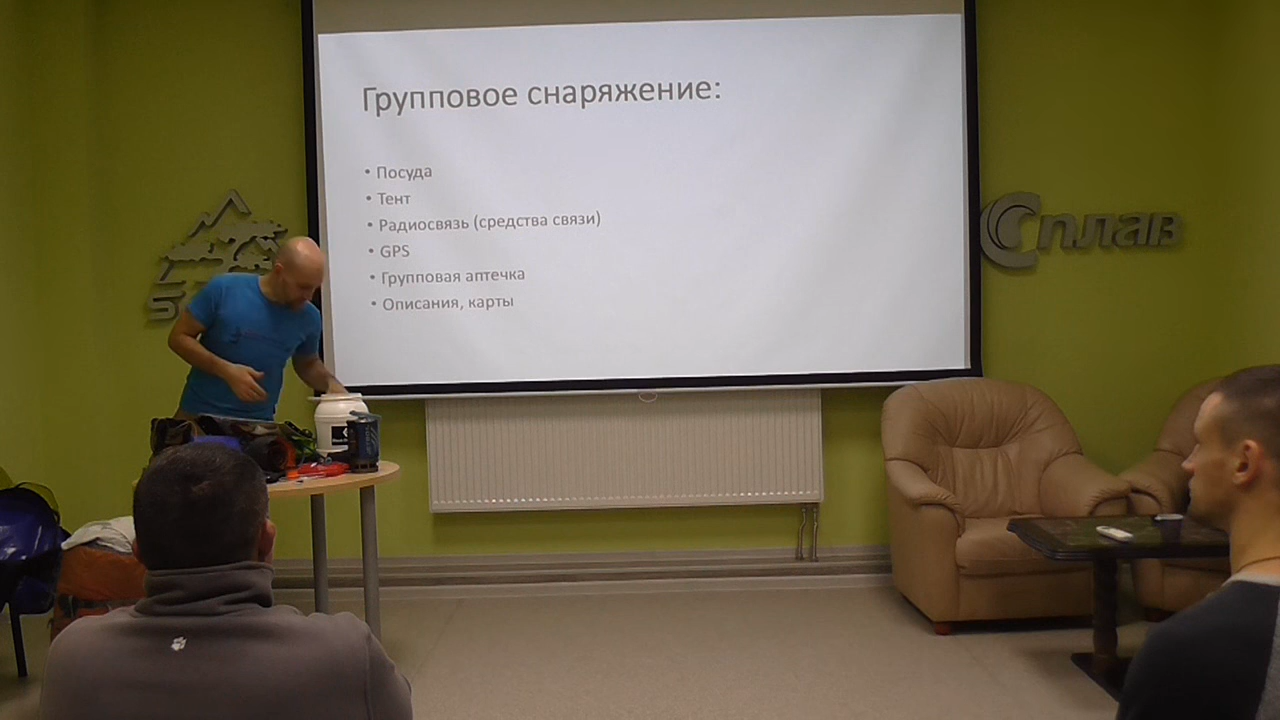 Групповое снаряжение:
• Посуда
• Тент
• Радиосвязь (средства связи)
• GPS
• Групповая аптечка
• Описания, карты
Сплав